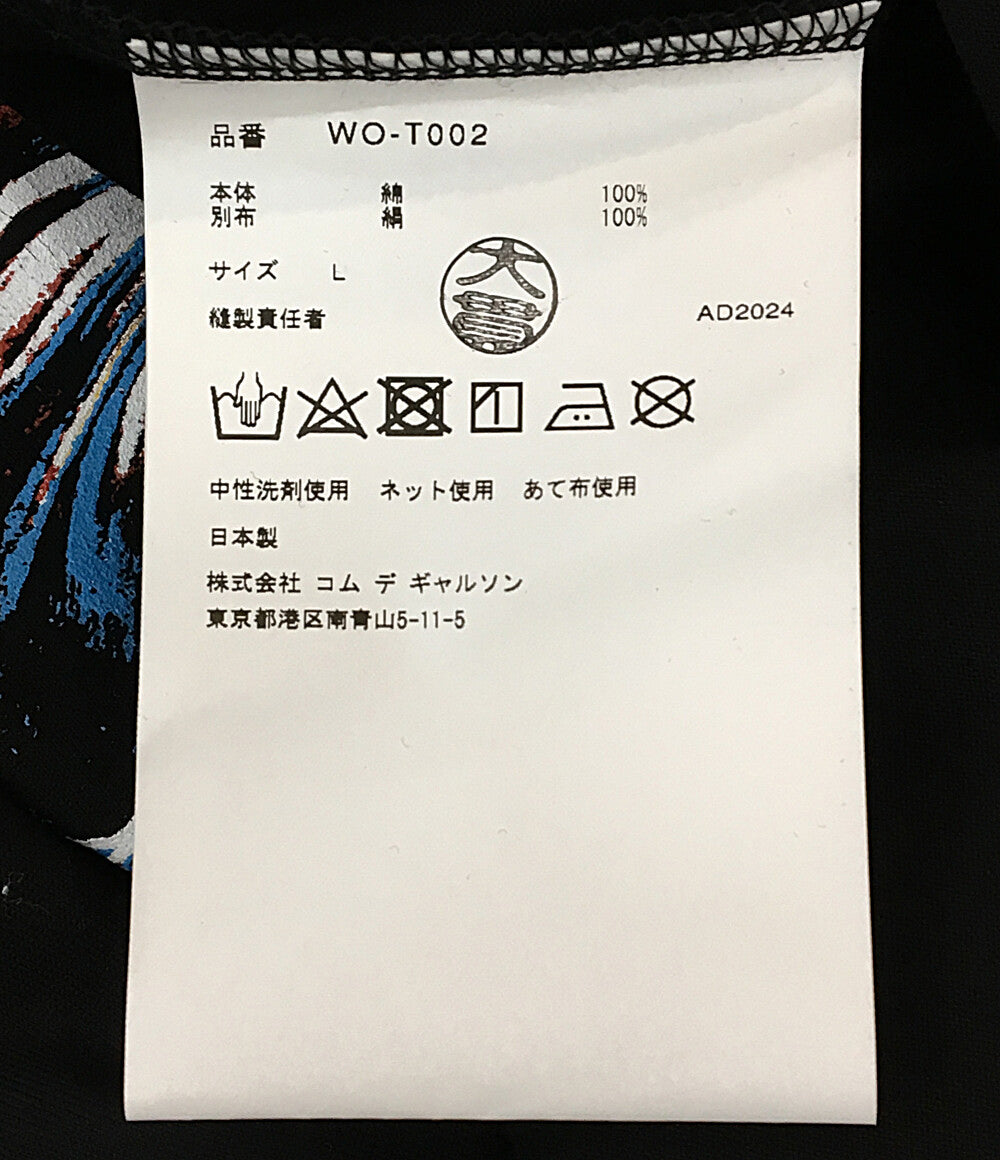 品番 WO-T002
本体 綿 100%
別布 絹 100%
サイズ L
縫製責任者
AD2024
中性洗剤使用 ネット使用 あて布使用
日本製
株式会社 コム デ ギャルソン
東京都港区南青山5-11-5